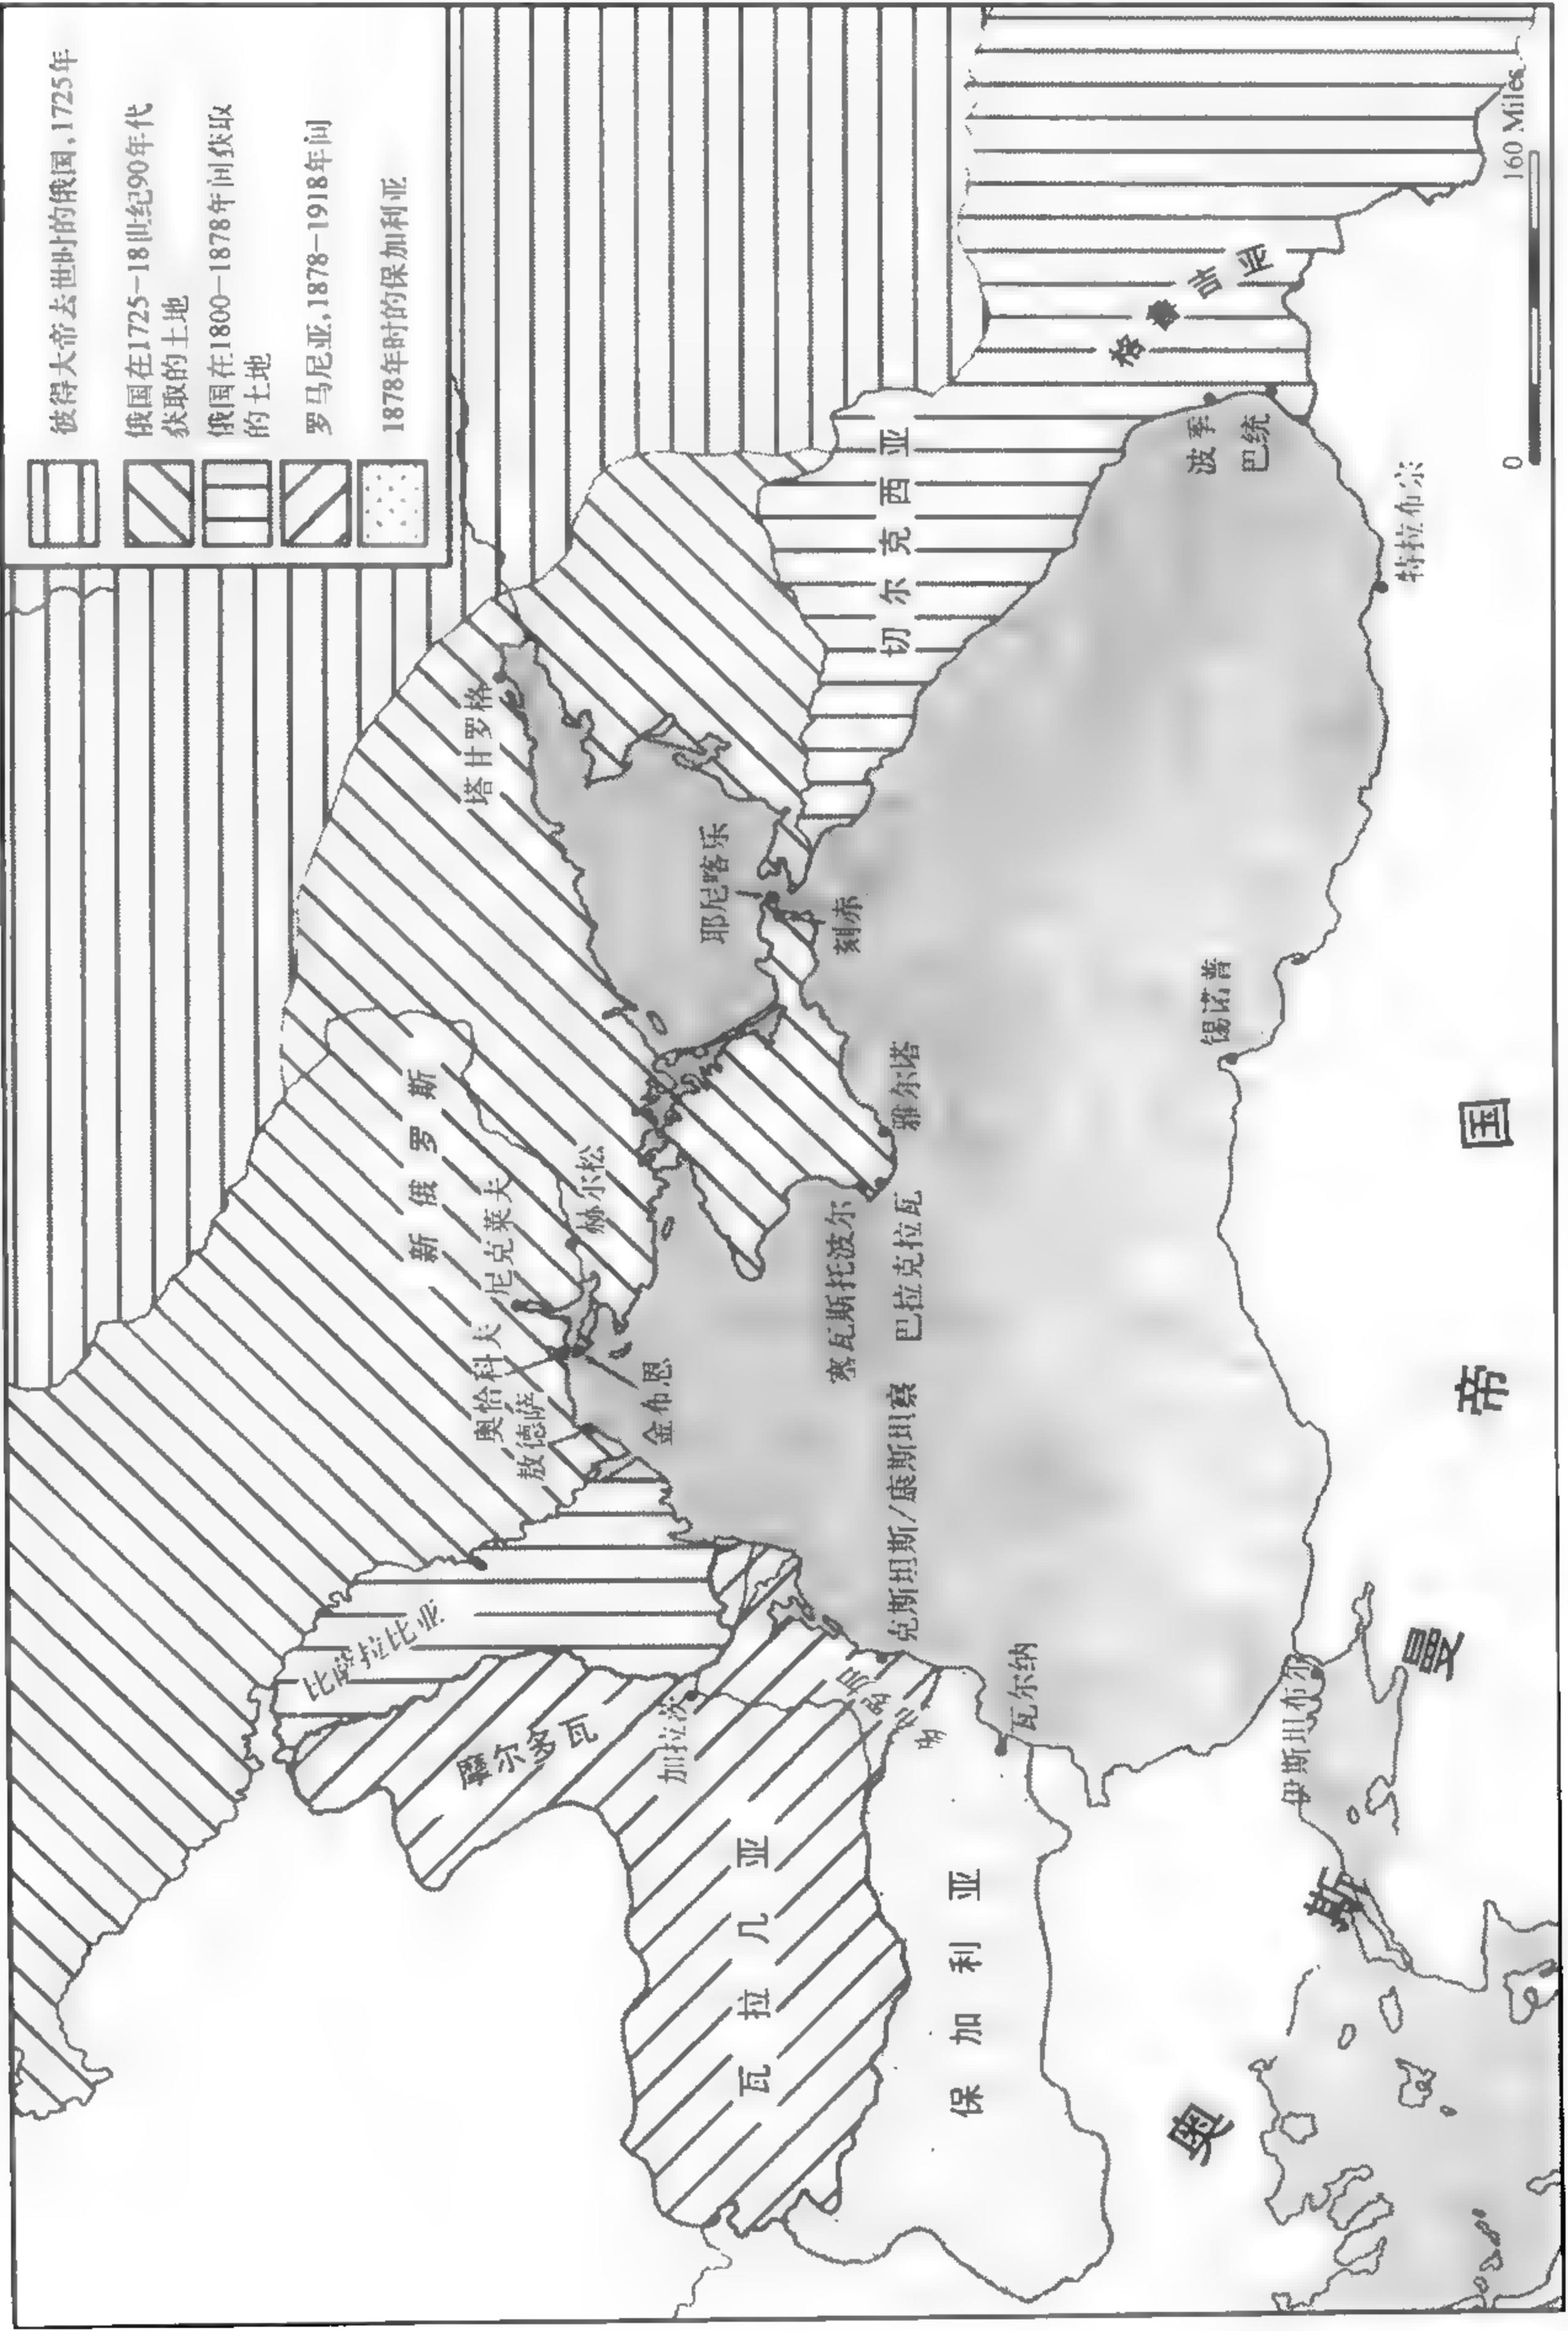 彼得大帝去世时的俄国,1725年
俄国在1725-18世纪90年代
获取的土地
俄国在1800-1878年间获取
的土地
罗马尼亚,1878-1918年间
1878年时的保加利亚
塔甘罗格
新俄罗斯
尼克莱夫
赫尔松
奥恰科夫
敖德萨
金布恩
耶尼喀乐
刻赤
切尔克西亚
格鲁吉亚
波季
巴统
特拉布宗
比萨拉比亚
摩尔多瓦
加拉茨
瓦拉几亚
塞瓦斯托波尔
雅尔塔
巴拉克拉瓦
克斯坦斯/康斯坦察
瓦尔纳
保加利亚
锡诺普
伊斯坦布尔
奥斯曼帝国
0
160 Miles